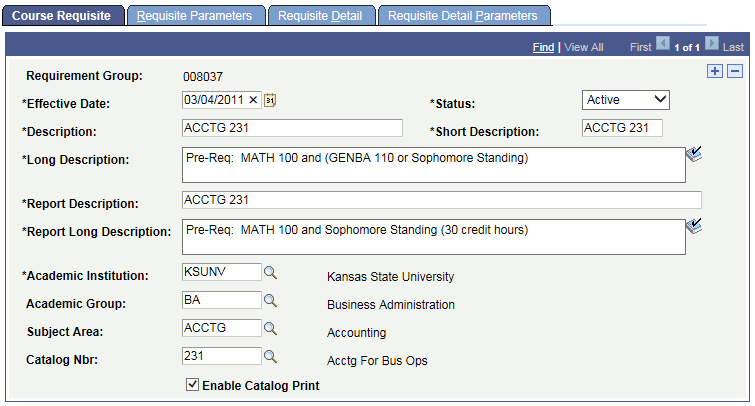 Course Requisite Requisite Parameters Requisite Detail Requisite Detail Parameters
Find | View All First 1 of 1 Last
Requirement Group: 008037
*Effective Date: 03/04/2011 *Status: Active
*Description: ACCTG 231 *Short Description: ACCTG 231
*Long Description: Pre-Req: MATH 100 and (GENBA 110 or Sophomore Standing)
*Report Description: ACCTG 231
*Report Long Description: Pre-Req: MATH 100 and Sophomore Standing (30 credit hours)
*Academic Institution: KSUNV Kansas State University
Academic Group: BA Business Administration
Subject Area: ACCTG Accounting
Catalog Nbr: 231 Acctg For Bus Ops
Enable Catalog Print